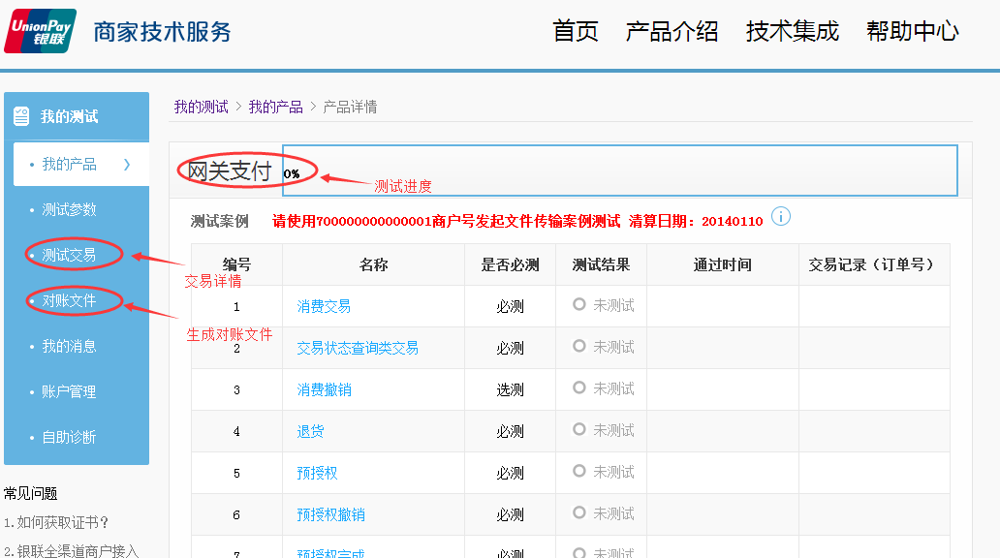 UnionPay
银联
商家技术服务
首页 产品介绍 技术集成 帮助中心
我的测试
我的产品
测试参数
测试交易
对账文件
我的消息
账户管理
自助诊断
常见问题
1.如何获取证书?
2.银联全渠道商户接入
我的测试 > 我的产品 > 产品详情
网关支付 0%
测试进度
测试案例 请使用700000000000001商户号发起文件传输案例测试 清算日期：20140110
编号 名称 是否必测 测试结果 通过时间 交易记录（订单号）
交易详情
1 消费交易 必测 未测试
生成对账文件
2 交易状态查询类交易 必测 未测试
3 消费撤销 选测 未测试
4 退货 必测 未测试
5 预授权 必测 未测试
6 预授权撤销 必测 未测试
7 预授权完成 必测 未测试